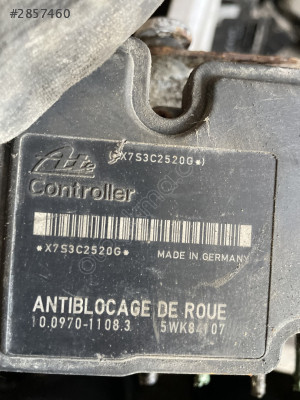 #2857460
(*X7S3C2520G*)
Ate
Controller
*X7S3C2520G*
MADE IN GERMANY
ANTIBLOCAGE DE ROUE
10.0970-1108.3 5WK84107